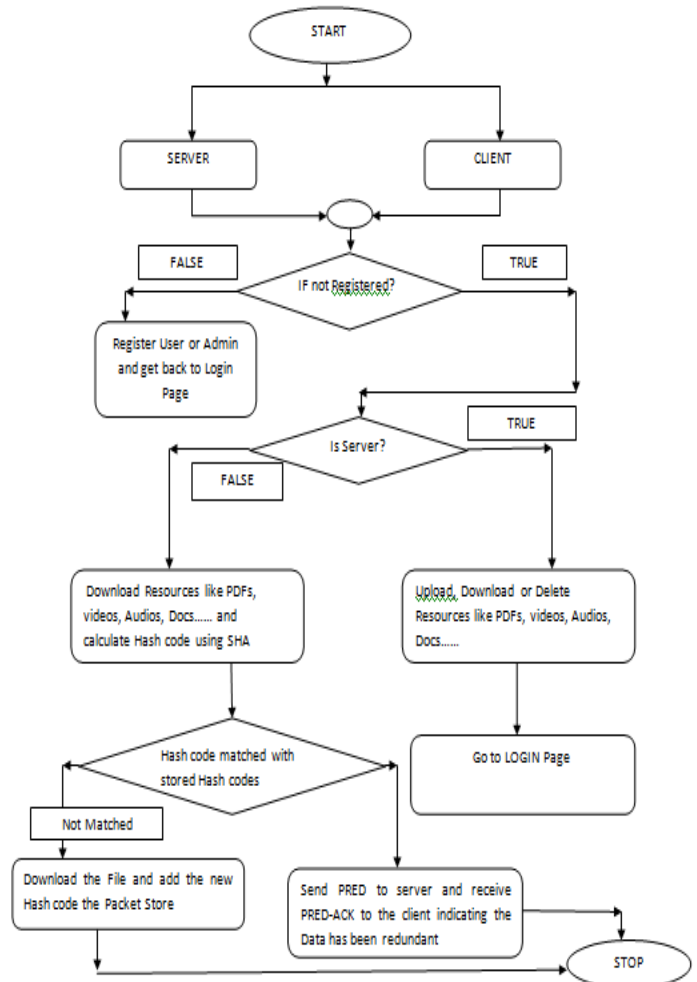 START
SERVER
CLIENT
FALSE
TRUE
IF not Registered?
Register User or Admin
and get back to Login
Page
TRUE
Is Server?
FALSE
Download Resources like PDFs,
videos, Audios, Docs...... and
calculate Hash code using SHA
Upload, Download or Delete
Resources like PDFs, videos, Audios,
Docs......
Hash code matched with
stored Hash codes
Go to LOGIN Page
Not Matched
Download the File and add the new
Hash code the Packet Store
Send PRED to server and receive
PRED-ACK to the client indicating the
Data has been redundant
STOP